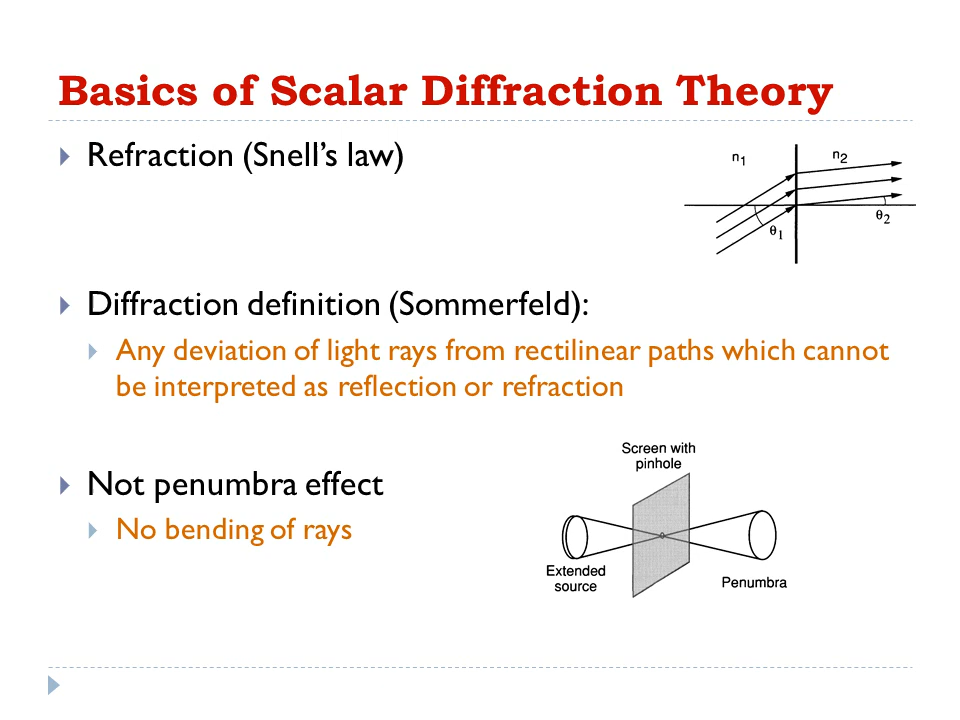 Basics of Scalar Diffraction Theory
Refraction (Snell’s law)
n1
n2
θ1
θ2
Diffraction definition (Sommerfeld):
Any deviation of light rays from rectilinear paths which cannot
be interpreted as reflection or refraction
Not penumbra effect
No bending of rays
Screen with
pinhole
Extended
source
Penumbra